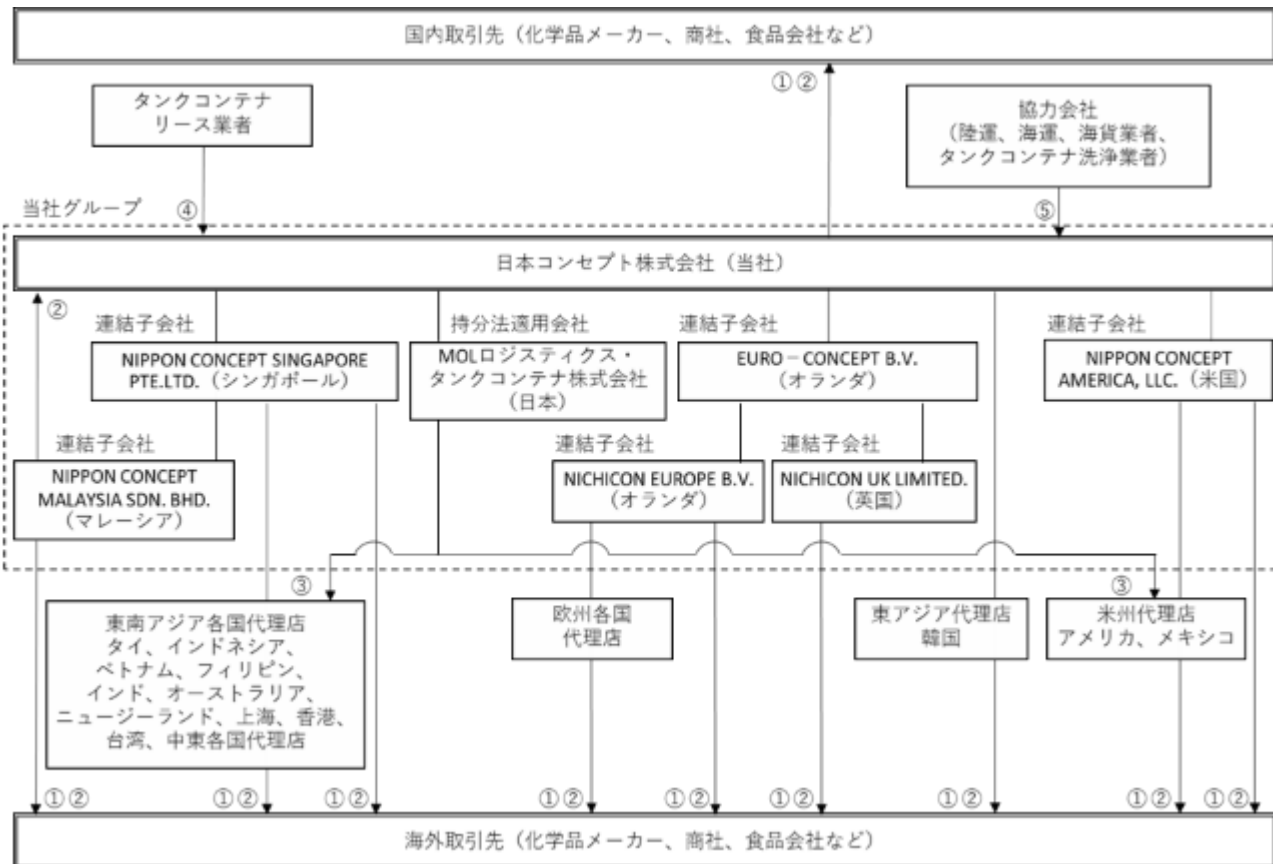 国内取引先（化学品メーカー、商社、食品会社など）
①②
タンクコンテナ
リース業者
協力会社
（陸運、海運、海貨業者、
タンクコンテナ洗浄業者）
当社グループ
④
⑤
日本コンセプト株式会社（当社）
②
連結子会社
NIPPON CONCEPT SINGAPORE
PTE.LTD.（シンガポール）
持分法適用会社
MOLロジスティクス・
タンクコンテナ株式会社
（日本）
連結子会社
EURO－CONCEPT B.V.
（オランダ）
連結子会社
NIPPON CONCEPT
AMERICA, LLC.（米国）
連結子会社
NIPPON CONCEPT
MALAYSIA SDN. BHD.
（マレーシア）
連結子会社
NICHICON EUROPE B.V.
（オランダ）
連結子会社
NICHICON UK LIMITED.
（英国）
③
③
東南アジア各国代理店
タイ、インドネシア、
ベトナム、フィリピン、
インド、オーストラリア、
ニュージーランド、上海、香港、
台湾、中東各国代理店
欧州各国
代理店
東アジア代理店
韓国
米州代理店
アメリカ、メキシコ
①②
①②
①②
①②
①②
①②
①②
①②
①②
海外取引先（化学品メーカー、商社、食品会社など）